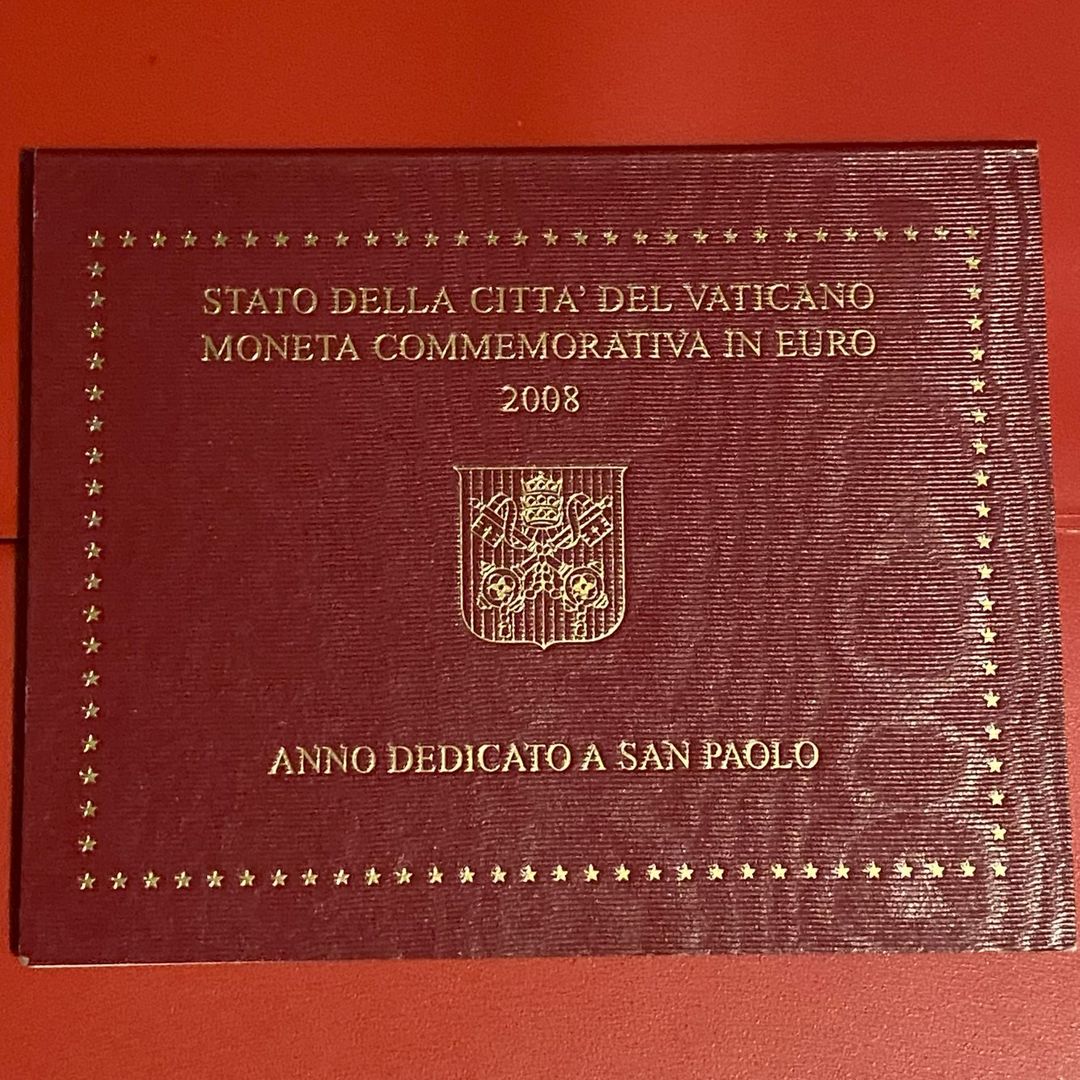 STATO DELLA CITTA' DEL VATICANO
MONETA COMMEMORATIVA IN EURO
2008
ANNO DEDICATO A SAN PAOLO